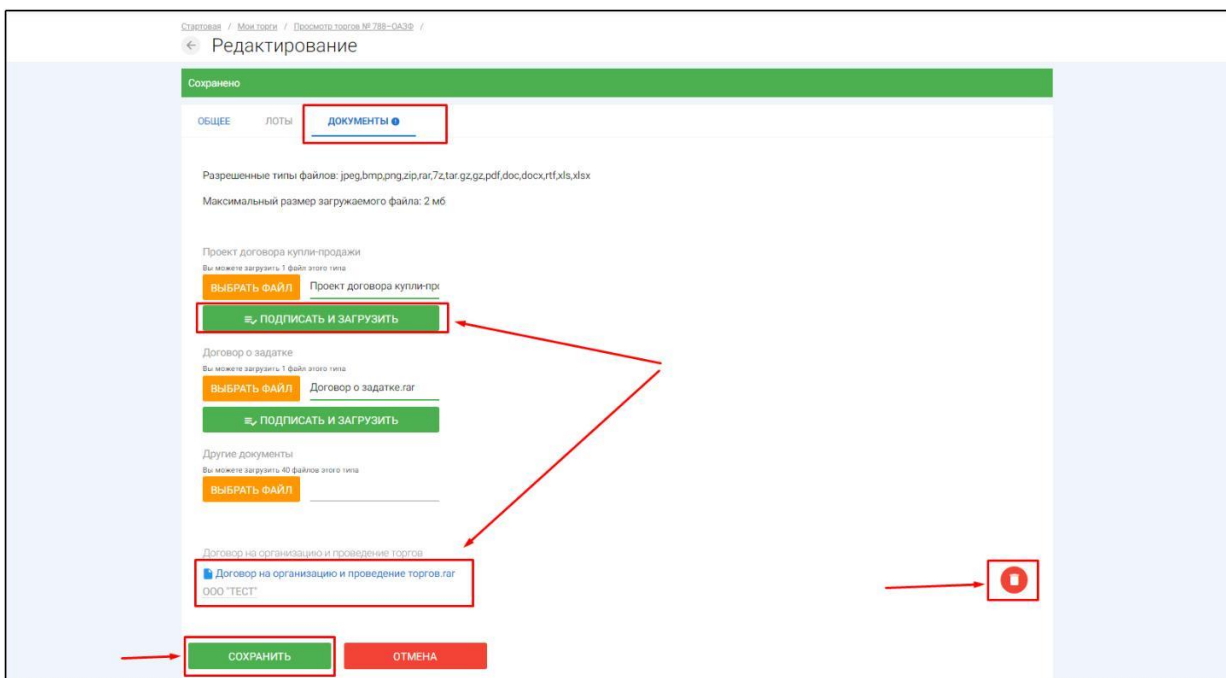 Стартовая / Мои торги / Просмотр торгов № 788–ОАЗФ /
← Редактирование
Сохранено
ОБЩЕЕ ЛОТЫ ДОКУМЕНТЫ
Разрешенные типы файлов: jpeg,bmp,png,zip,rar,7z,tar.gz,gz,pdf,doc,docx,rtf,xls,xlsx
Максимальный размер загружаемого файла: 2 мб
Проект договора купли-продажи
Вы можете загрузить 1 файл этого типа
ВЫБРАТЬ ФАЙЛ Проект договора купли-про
ПОДПИСАТЬ И ЗАГРУЗИТЬ
Договор о задатке
Вы можете загрузить 1 файл этого типа
ВЫБРАТЬ ФАЙЛ Договор о задатке.rar
ПОДПИСАТЬ И ЗАГРУЗИТЬ
Другие документы
Вы можете загрузить 40 файлов этого типа
ВЫБРАТЬ ФАЙЛ
Договор на организацию и проведение торгов
Договор на организацию и проведение торгов.rar
ООО "ТЕСТ"
СОХРАНИТЬ ОТМЕНА